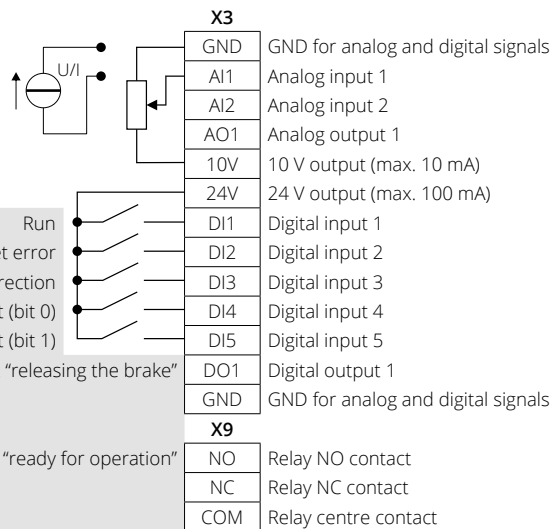 X3
GND GND for analog and digital signals
U/I
AI1 Analog input 1
AI2 Analog input 2
AO1 Analog output 1
10V 10 V output (max. 10 mA)
24V 24 V output (max. 100 mA)
Run DI1 Digital input 1
error DI2 Digital input 2
DI3 Digital input 3
(bit 0) DI4 Digital input 4
(bit 1) DI5 Digital input 5
“releasing the brake” DO1 Digital output 1
GND GND for analog and digital signals
X9
“ready for operation” NO Relay NO contact
NC Relay NC contact
COM Relay centre contact